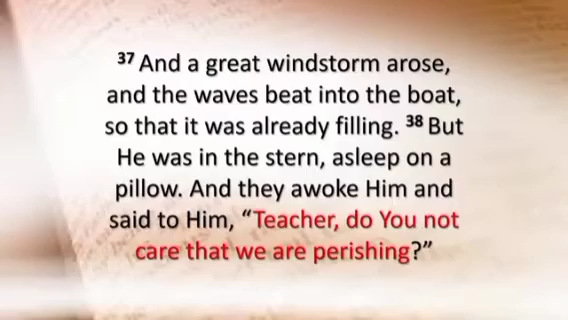 37 And a great windstorm arose,
and the waves beat into the boat,
so that it was already filling. 38 But
He was in the stern, asleep on a
pillow. And they awoke Him and
said to Him, “Teacher, do You not
care that we are perishing?”